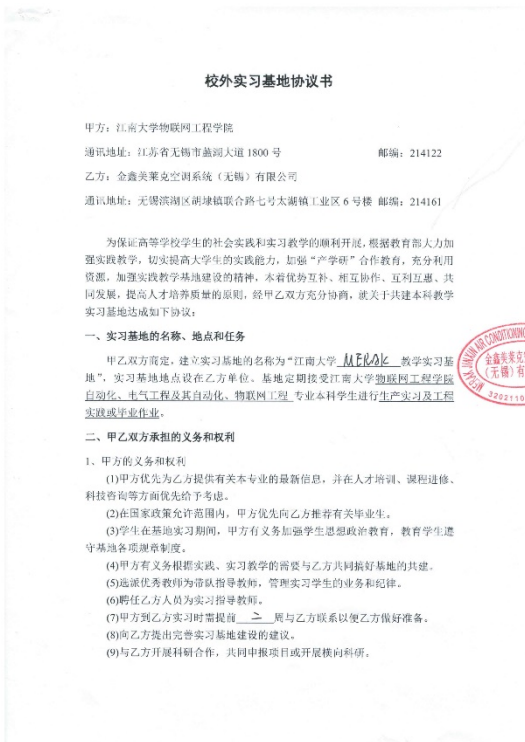 校外实习基地协议书
甲方：江南大学物联网工程学院
通讯地址：江苏省无锡市蠡湖大道 1800 号 邮编：214122
乙方：金鑫美莱克空调系统（无锡）有限公司
通讯地址：无锡滨湖区胡埭镇联合路七号太湖镇工业区 6 号楼 邮编：214161
为保证高等学校学生的社会实践和实习教学的顺利开展，根据教育部大力加
强实践教学，切实提高大学生的实践能力，加强“产学研”合作教育，充分利用
资源，加强实践教学基地建设的精神，本着优势互补、相互协作、互利互惠、共
同发展，提高人才培养质量的原则，经甲乙双方充分协商，就关于共建本科教学
实习基地达成如下协议：
一、实习基地的名称、地点和任务
甲乙双方商定，建立实习基地的名称为“江南大学 MERAK 教学实习基
地”，实习基地地点设在乙方单位、基地定期接受江南大学物联网工程学院
自动化、电气工程及其自动化、物联网工程 专业本科学生进行生产实习及工程
实践或毕业作业。
二、甲乙双方承担的义务和权利
1、甲方的义务和权利
(1)甲方优先为乙方提供有关本专业的最新信息，并在人才培训、课程进修、
科技咨询等方面优先给予考虑。
(2)在国家政策允许范围内，甲方优先向乙方推荐有关毕业生。
(3)学生在基地实习期间，甲方有义务加强学生思想政治教育，教育学生遵
守基地各项规章制度。
(4)甲方有义务根据实践、实习教学的需要与乙方共同搞好基地的共建。
(5)选派优秀教师为带队指导教师，管理实习学生的业务和纪律。
(6)聘任乙方人员为实习指导教师。
(7)甲方到乙方实习时需提前 二 周与乙方联系以便乙方做好准备。
(8)向乙方提出完善实习基地建设的建议。
(9)与乙方开展科研合作，共同申报项目或开展横向科研。
MERAK JINXIN AIR CONDITIONING
金鑫美莱克
（无锡）有
3202110